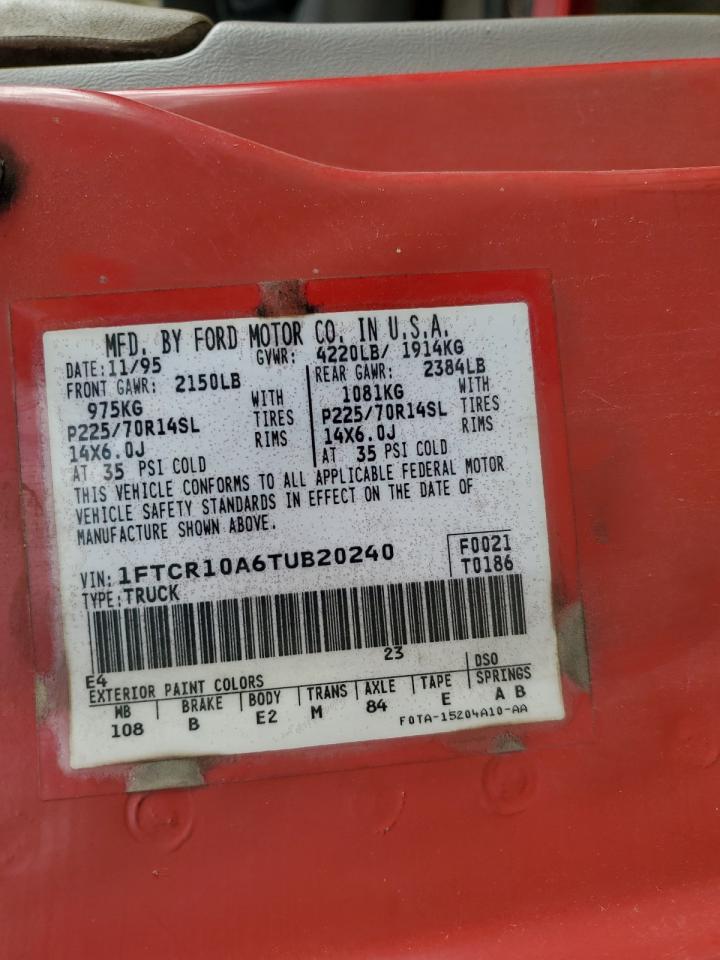 MFD. BY FORD MOTOR CO. IN U.S.A.
DATE: 11/95 GVWR: 4220LB/ 1914KG
FRONT GAWR: 2150LB REAR GAWR: 2384LB
975KG WITH 1081KG WITH
P225/70R14SL TIRES P225/70R14SL TIRES
14X6.0J RIMS 14X6.0J RIMS
AT 35 PSI COLD AT 35 PSI COLD
THIS VEHICLE CONFORMS TO ALL APPLICABLE FEDERAL MOTOR
VEHICLE SAFETY STANDARDS IN EFFECT ON THE DATE OF
MANUFACTURE SHOWN ABOVE.
VIN: 1FTCR10A6TUB20240 F0021
TYPE: TRUCK T0186
23
E4
EXTERIOR PAINT COLORS DSO
WB BRAKE BODY TRANS AXLE TAPE SPRINGS
108 B E2 M 84 E A B
F0TA-15204A10-AA